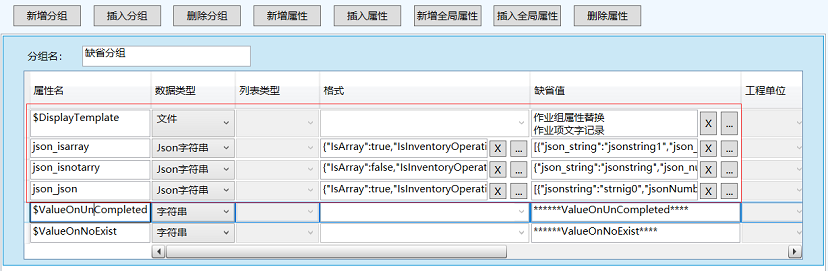 新增分组 插入分组 删除分组 新增属性 插入属性 新增全局属性 插入全局属性 删除属性
分组名： 缺省分组
属性名 数据类型 列表类型 格式 缺省值 工程单位
$DisplayTemplate 文件 作业组属性替换 X ...
作业项文字记录
json_isarray Json字符串 {"IsArray":true,"IsInventoryOperati X ... [{"json_string":"jsonstring1","json_ X ...
json_isnotarry Json字符串 {"IsArray":false,"IsInventoryOperat X ... {"json_string":"jsonstring","json_nu X ...
json_json Json字符串 {"IsArray":true,"IsInventoryOperati X ... [{"jsonstring":"strnig0","jsonNumb X ...
$ValueOnUnCompleted 字符串 ******ValueOnUnCompleted****
$ValueOnNoExist 字符串 ******ValueOnNoExist****